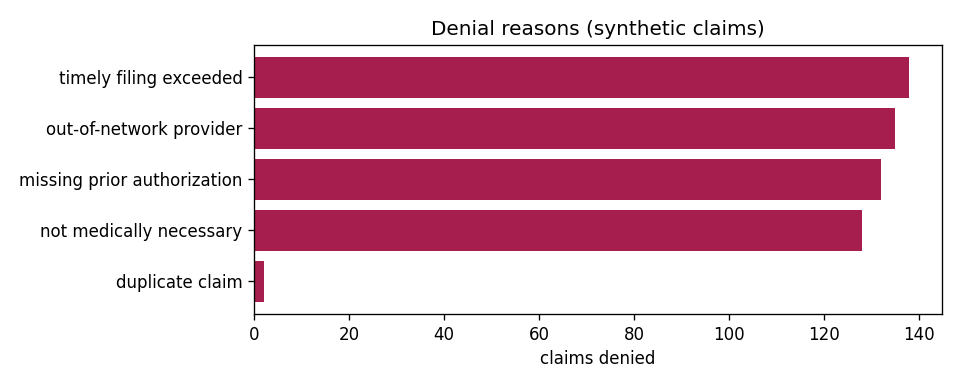 Denial reasons (synthetic claims)
timely filing exceeded
out-of-network provider
missing prior authorization
not medically necessary
duplicate claim
0 20 40 60 80 100 120 140
claims denied